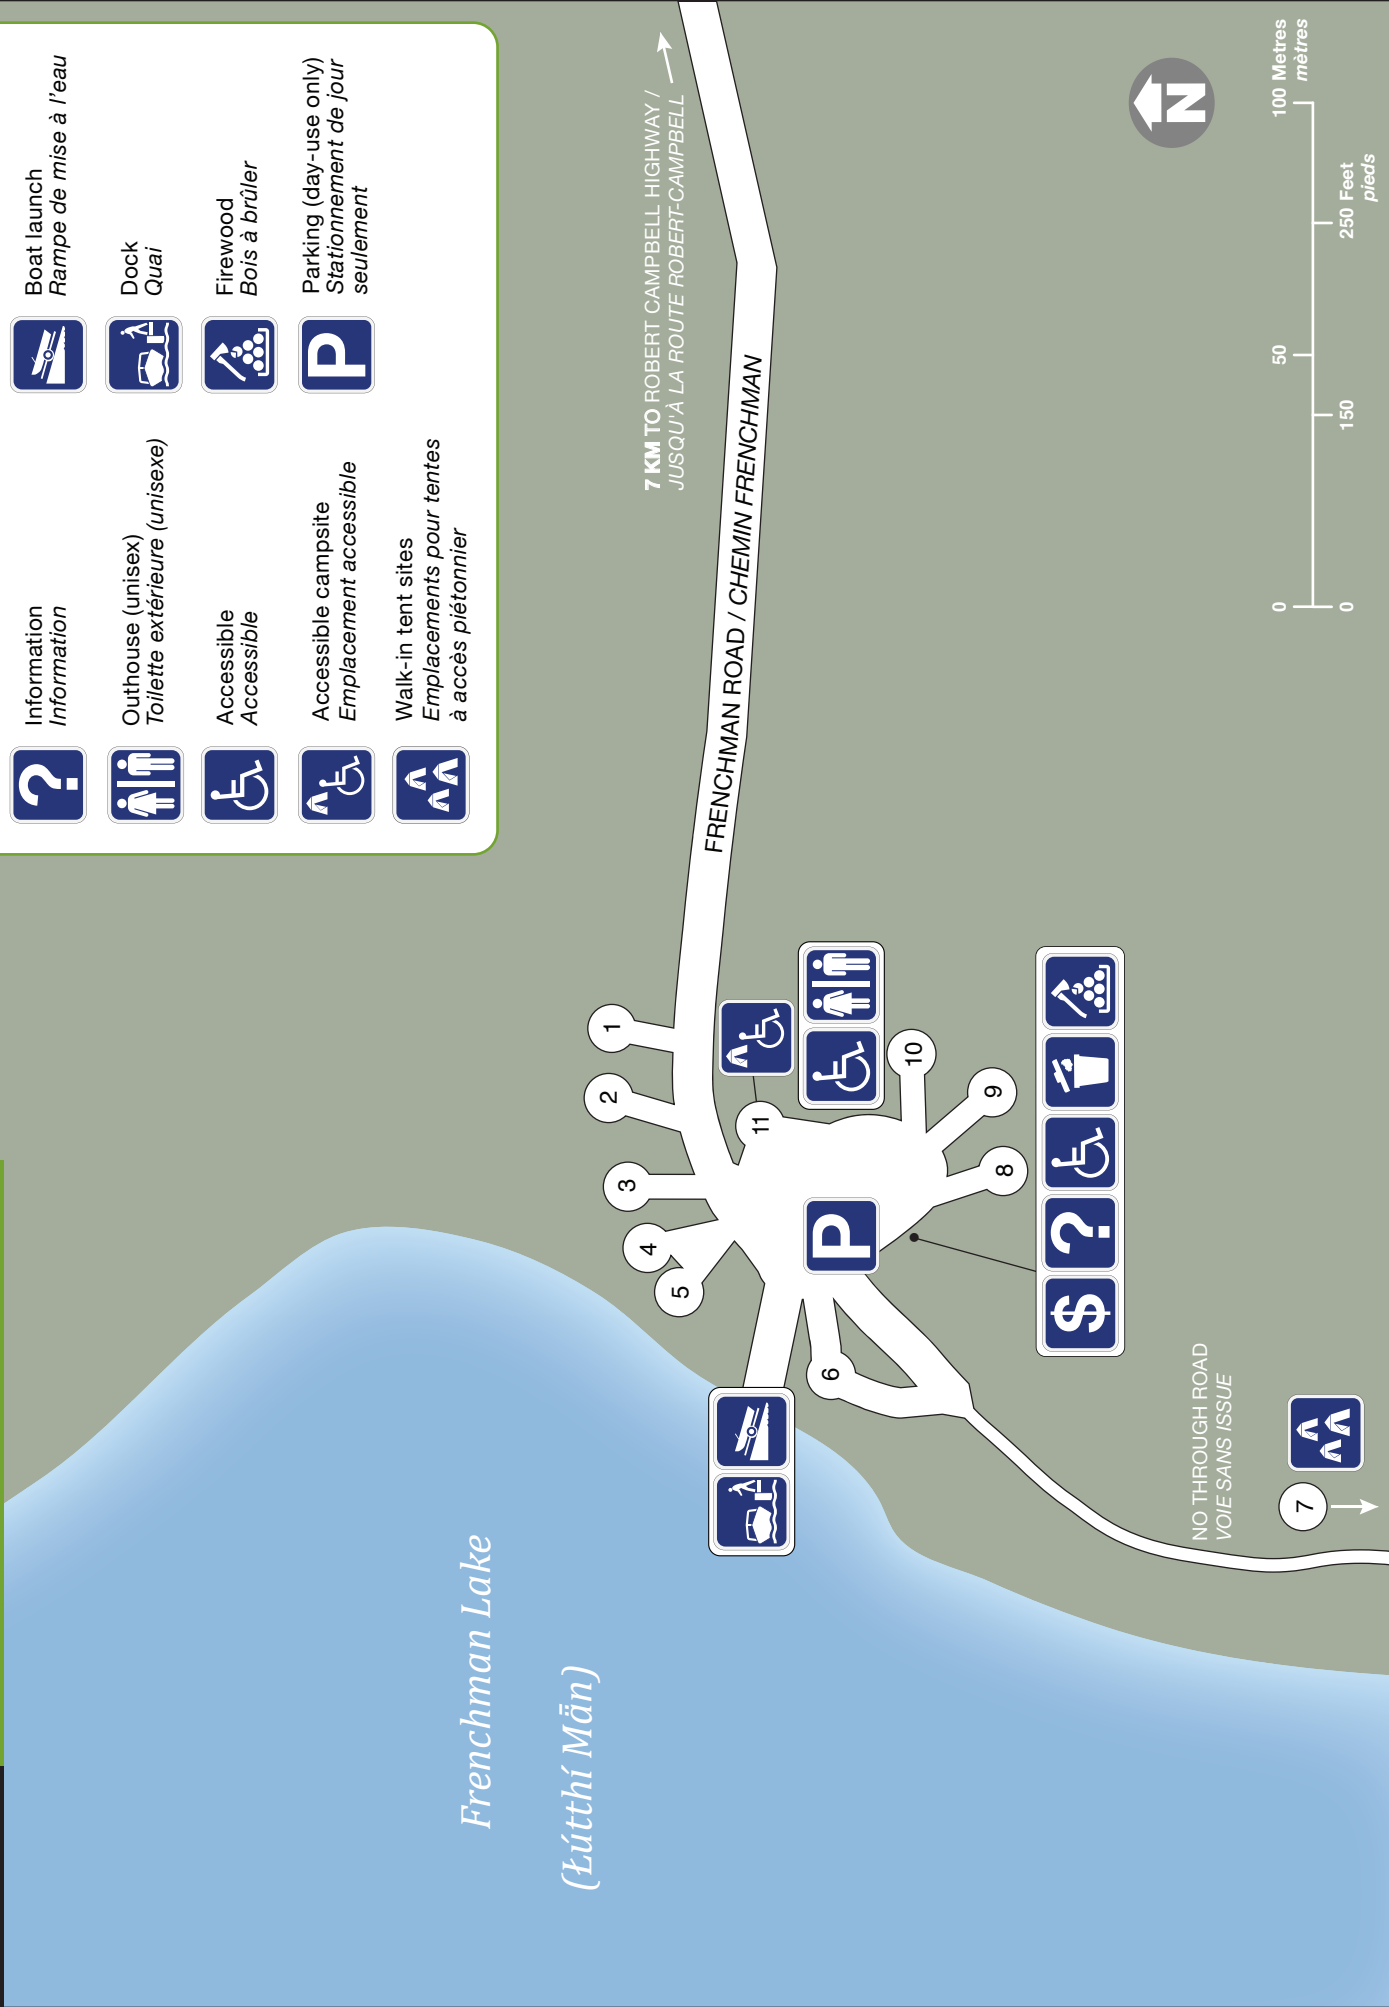 Information
Information
Outhouse (unisex)
Toilette extérieure (unisexe)
Accessible
Accessible
Accessible campsite
Emplacement accessible
Walk-in tent sites
Emplacements pour tentes
à accès piétonnier
Boat launch
Rampe de mise à l'eau
Dock
Quai
Firewood
Bois à brûler
P
Parking (day-use only)
Stationnement de jour
seulement
?
7 KM TO ROBERT CAMPBELL HIGHWAY /
JUSQU'À LA ROUTE ROBERT-CAMPBELL
FRENCHMAN ROAD / CHEMIN FRENCHMAN
Frenchman Lake
(Łútthí Män)
1
2
3
4
5
11
P
6
10
9
8
$ ?
NO THROUGH ROAD
VOIE SANS ISSUE
7
N
0 50 100 Metres
mètres
0 150 250 Feet
pieds